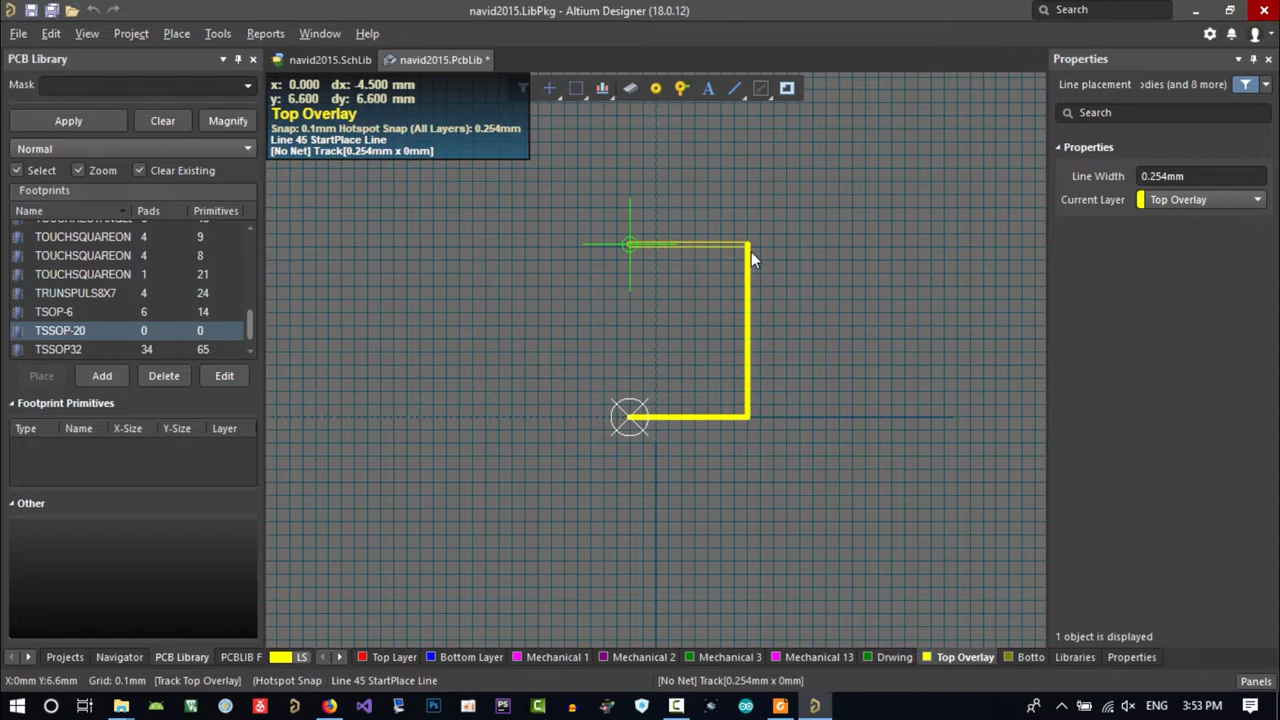 navid2015.LibPkg - Altium Designer (18.0.12)
Search
File Edit View Project Place Tools Reports Window Help
PCB Library
navid2015.SchLib
navid2015.PcbLib *
Properties
Mask
x: 0.000 dx: -4.500 mm
y: 6.600 dy: 6.600 mm
Top Overlay
Snap: 0.1mm Hotspot Snap (All Layers): 0.254mm
Line 45 StartPlace Line
[No Net] Track[0.254mm x 0mm]
Line placement odies (and 8 more)
Search
Apply Clear Magnify
Normal
Select Zoom Clear Existing
Properties
Line Width 0.254mm
Current Layer Top Overlay
Footprints
Name Pads Primitives
TOUCHSQUAREON 4 9
TOUCHSQUAREON 4 8
TOUCHSQUAREON 1 21
TRUNSPULS8X7 4 24
TSOP-6 6 14
TSSOP-20 0 0
TSSOP32 34 65
Place Add Delete Edit
Footprint Primitives
Type Name X-Size Y-Size Layer
Other
1 object is displayed
Projects Navigator PCB Library PCBLIB F LS Top Layer Bottom Layer Mechanical 1 Mechanical 2 Mechanical 3 Mechanical 13 Drwing Top Overlay Botto Libraries Properties
X:0mm Y:6.6mm Grid: 0.1mm [Track Top Overlay) (Hotspot Snap Line 45 StartPlace Line [No Net] Track[0.254mm x 0mm] Panels
ENG 3:53 PM